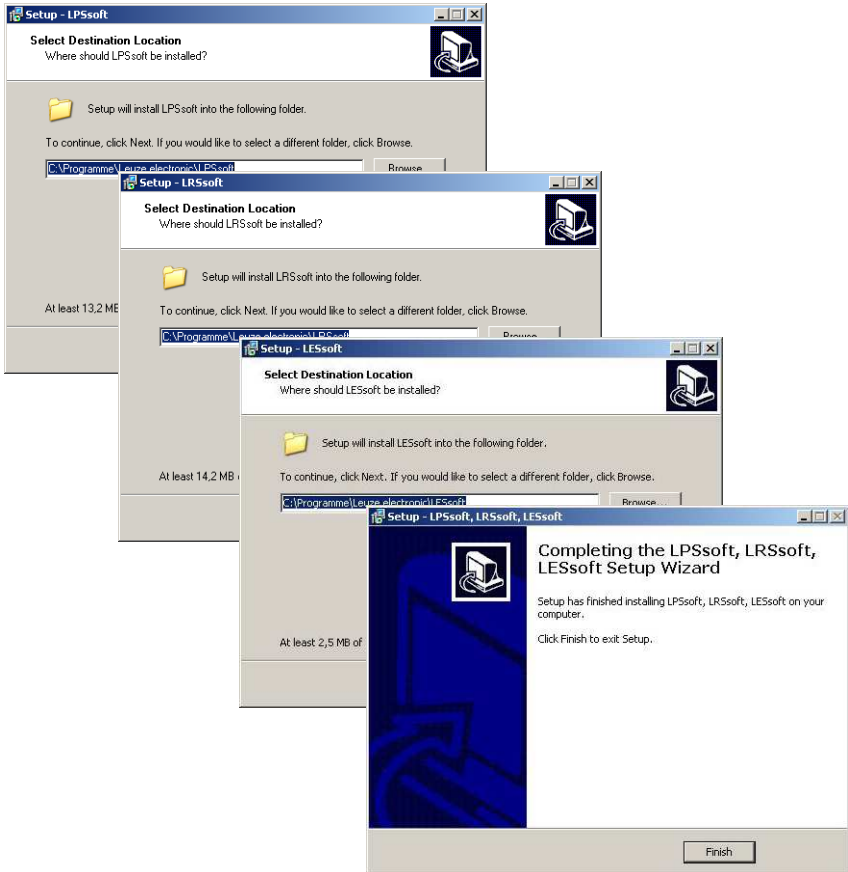 Setup - LPSsoft
Select Destination Location
Where should LPSsoft be installed?
Setup will install LPSsoft into the following folder.
To continue, click Next. If you would like to select a different folder, click Browse.
C:\Programme\Leuze electronic\LPSsoft
Browse...
At least 13,2 MB
Setup - LRSsoft
Select Destination Location
Where should LRSsoft be installed?
Setup will install LRSsoft into the following folder.
To continue, click Next. If you would like to select a different folder, click Browse.
C:\Programme\Leuze electronic\LRSsoft
Browse...
At least 14,2 MB
Setup - LESsoft
Select Destination Location
Where should LESsoft be installed?
Setup will install LESsoft into the following folder.
To continue, click Next. If you would like to select a different folder, click Browse.
C:\Programme\Leuze electronic\LESsoft
Browse...
At least 2,5 MB of
Setup - LPSsoft, LRSsoft, LESsoft
Completing the LPSsoft, LRSsoft,
LESsoft Setup Wizard
Setup has finished installing LPSsoft, LRSsoft, LESsoft on your
computer.
Click Finish to exit Setup.
Finish